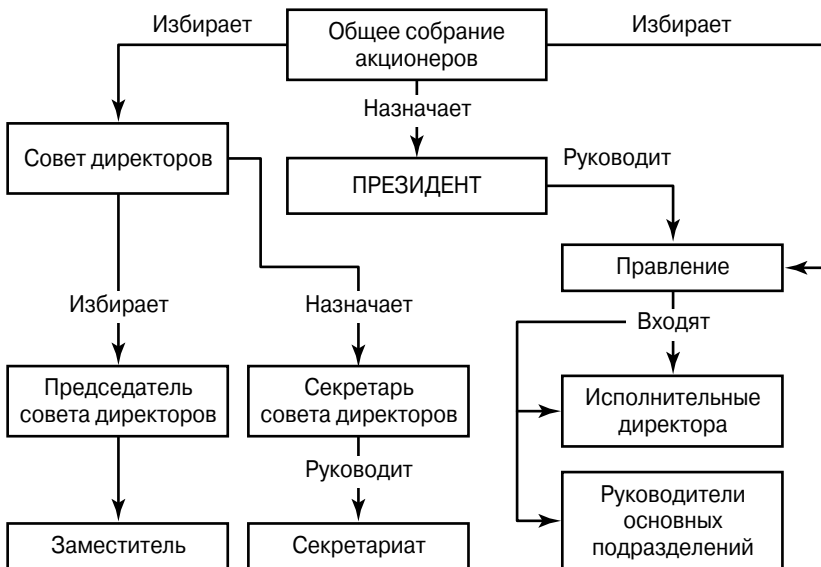 Избирает
Общее собрание
акционеров
Избирает
Назначает
Совет директоров
ПРЕЗИДЕНТ
Руководит
Правление
Избирает
Назначает
Входят
Председатель
совета директоров
Секретарь
совета директоров
Исполнительные
директора
Руководит
Заместитель
Секретариат
Руководители
основных
подразделений